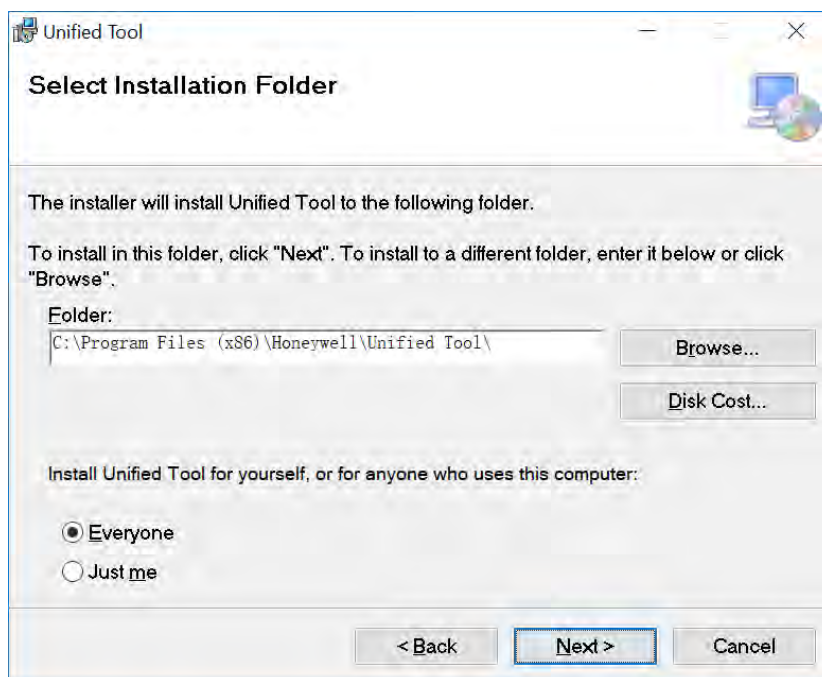 Unified Tool
Select Installation Folder
The installer will install Unified Tool to the following folder.
To install in this folder, click "Next". To install to a different folder, enter it below or click
"Browse".
Folder:
C:\Program Files (x86)\Honeywell\Unified Tool\
Browse...
Disk Cost...
Install Unified Tool for yourself, or for anyone who uses this computer:
Everyone
Just me
< Back
Next >
Cancel